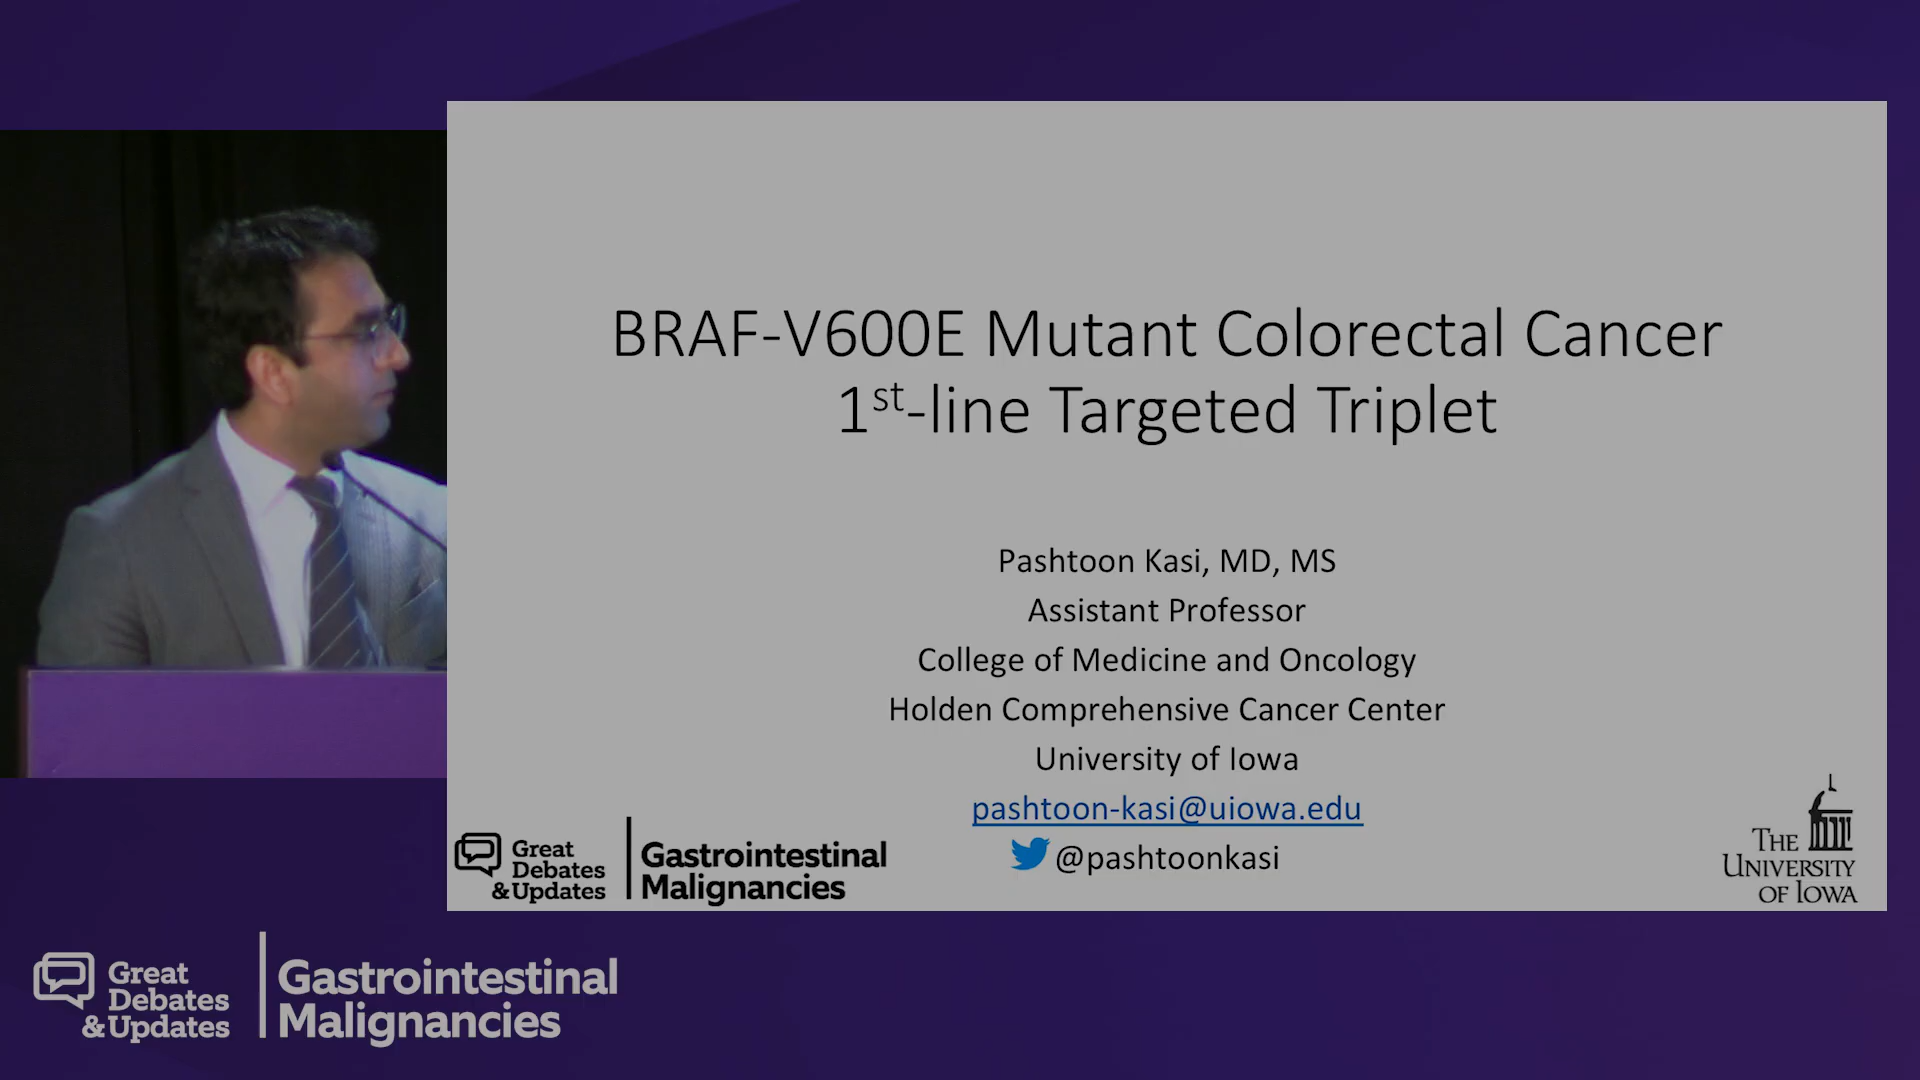 BRAF-V600E Mutant Colorectal Cancer
1st-line Targeted Triplet
Pashtoon Kasi, MD, MS
Assistant Professor
College of Medicine and Oncology
Holden Comprehensive Cancer Center
University of Iowa
pashtoon-kasi@uiowa.edu
@pashtoonkasi
Great
Debates
&Updates
Gastrointestinal
Malignancies
THE
UNIVERSITY
OF IOWA
Great
Debates
&Updates
Gastrointestinal
Malignancies